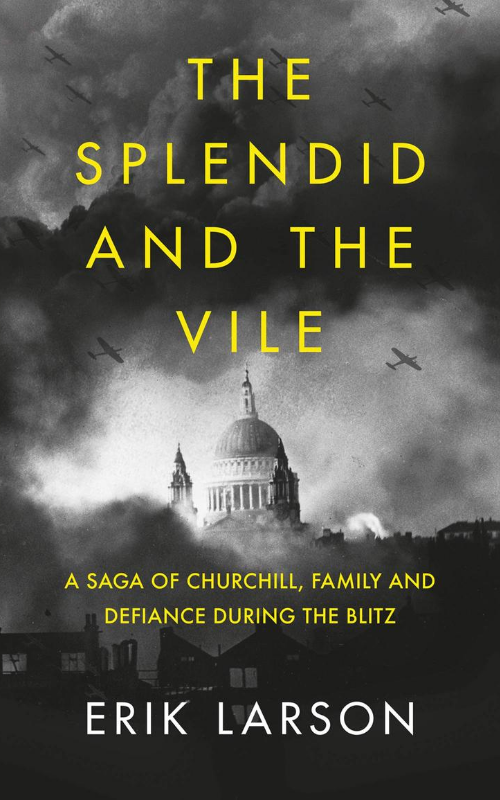 THE
SPLENDID
AND THE
VILE
A SAGA OF CHURCHILL, FAMILY AND
DEFIANCE DURING THE BLITZ
ERIK LARSON